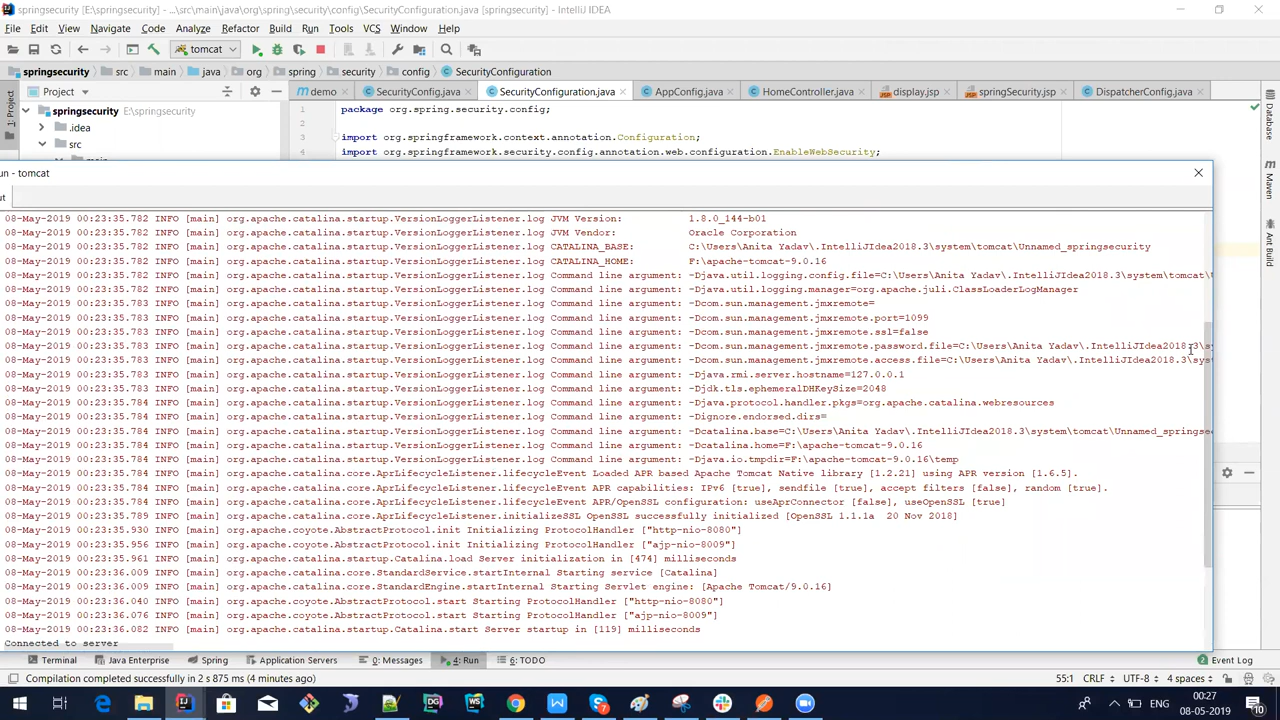 springsecurity [E:\springsecurity] - ...\src\main\java\org\spring\security\config\SecurityConfiguration.java [springsecurity] - IntelliJ IDEA
File Edit View Navigate Code Analyze Refactor Build Run Tools VCS Window Help
tomcat
springsecurity src main java org spring security config SecurityConfiguration
1: Project
Project
demo SecurityConfig.java SecurityConfiguration.java AppConfig.java HomeController.java display.jsp springSecurity.jsp DispatcherConfig.java
Database
Maven
Ant Build
springsecurity E:\springsecurity
.idea
src
1 package org.spring.security.config;
2
3 import org.springframework.context.annotation.Configuration;
4 import org.springframework.security.config.annotation.web.configuration.EnableWebSecurity;
un - tomcat
ut
08-May-2019 00:23:35.782 INFO [main] org.apache.catalina.startup.VersionLoggerListener.log JVM Version: 1.8.0_144-b01
08-May-2019 00:23:35.782 INFO [main] org.apache.catalina.startup.VersionLoggerListener.log JVM Vendor: Oracle Corporation
08-May-2019 00:23:35.782 INFO [main] org.apache.catalina.startup.VersionLoggerListener.log CATALINA_BASE: C:\Users\Anita Yadav\.IntelliJIdea2018.3\system\tomcat\Unnamed_springsecurity
08-May-2019 00:23:35.782 INFO [main] org.apache.catalina.startup.VersionLoggerListener.log CATALINA_HOME: F:\apache-tomcat-9.0.16
08-May-2019 00:23:35.782 INFO [main] org.apache.catalina.startup.VersionLoggerListener.log Command line argument: -Djava.util.logging.config.file=C:\Users\Anita Yadav\.IntelliJIdea2018.3\system\tomcat\
08-May-2019 00:23:35.782 INFO [main] org.apache.catalina.startup.VersionLoggerListener.log Command line argument: -Djava.util.logging.manager=org.apache.juli.ClassLoaderLogManager
08-May-2019 00:23:35.783 INFO [main] org.apache.catalina.startup.VersionLoggerListener.log Command line argument: -Dcom.sun.management.jmxremote=
08-May-2019 00:23:35.783 INFO [main] org.apache.catalina.startup.VersionLoggerListener.log Command line argument: -Dcom.sun.management.jmxremote.port=1099
08-May-2019 00:23:35.783 INFO [main] org.apache.catalina.startup.VersionLoggerListener.log Command line argument: -Dcom.sun.management.jmxremote.ssl=false
08-May-2019 00:23:35.783 INFO [main] org.apache.catalina.startup.VersionLoggerListener.log Command line argument: -Dcom.sun.management.jmxremote.password.file=C:\Users\Anita Yadav\.IntelliJIdea2018.3\sy
08-May-2019 00:23:35.783 INFO [main] org.apache.catalina.startup.VersionLoggerListener.log Command line argument: -Dcom.sun.management.jmxremote.access.file=C:\Users\Anita Yadav\.IntelliJIdea2018.3\syst
08-May-2019 00:23:35.783 INFO [main] org.apache.catalina.startup.VersionLoggerListener.log Command line argument: -Djava.rmi.server.hostname=127.0.0.1
08-May-2019 00:23:35.783 INFO [main] org.apache.catalina.startup.VersionLoggerListener.log Command line argument: -Djdk.tls.ephemeralDHKeySize=2048
08-May-2019 00:23:35.784 INFO [main] org.apache.catalina.startup.VersionLoggerListener.log Command line argument: -Djava.protocol.handler.pkgs=org.apache.catalina.webresources
08-May-2019 00:23:35.784 INFO [main] org.apache.catalina.startup.VersionLoggerListener.log Command line argument: -Dignore.endorsed.dirs=
08-May-2019 00:23:35.784 INFO [main] org.apache.catalina.startup.VersionLoggerListener.log Command line argument: -Dcatalina.base=C:\Users\Anita Yadav\.IntelliJIdea2018.3\system\tomcat\Unnamed_springsec
08-May-2019 00:23:35.784 INFO [main] org.apache.catalina.startup.VersionLoggerListener.log Command line argument: -Dcatalina.home=F:\apache-tomcat-9.0.16
08-May-2019 00:23:35.784 INFO [main] org.apache.catalina.startup.VersionLoggerListener.log Command line argument: -Djava.io.tmpdir=F:\apache-tomcat-9.0.16\temp
08-May-2019 00:23:35.784 INFO [main] org.apache.catalina.core.AprLifecycleListener.lifecycleEvent Loaded APR based Apache Tomcat Native library [1.2.21] using APR version [1.6.5].
08-May-2019 00:23:35.784 INFO [main] org.apache.catalina.core.AprLifecycleListener.lifecycleEvent APR capabilities: IPv6 [true], sendfile [true], accept filters [false], random [true].
08-May-2019 00:23:35.784 INFO [main] org.apache.catalina.core.AprLifecycleListener.lifecycleEvent APR/OpenSSL configuration: useAprConnector [false], useOpenSSL [true]
08-May-2019 00:23:35.789 INFO [main] org.apache.catalina.core.AprLifecycleListener.initializeSSL OpenSSL successfully initialized [OpenSSL 1.1.1a 20 Nov 2018]
08-May-2019 00:23:35.930 INFO [main] org.apache.coyote.AbstractProtocol.init Initializing ProtocolHandler ["http-nio-8080"]
08-May-2019 00:23:35.956 INFO [main] org.apache.coyote.AbstractProtocol.init Initializing ProtocolHandler ["ajp-nio-8009"]
08-May-2019 00:23:35.961 INFO [main] org.apache.catalina.startup.Catalina.load Server initialization in [474] milliseconds
08-May-2019 00:23:36.009 INFO [main] org.apache.catalina.core.StandardService.startInternal Starting service [Catalina]
08-May-2019 00:23:36.009 INFO [main] org.apache.catalina.core.StandardEngine.startInternal Starting Servlet engine: [Apache Tomcat/9.0.16]
08-May-2019 00:23:36.040 INFO [main] org.apache.coyote.AbstractProtocol.start Starting ProtocolHandler ["http-nio-8080"]
08-May-2019 00:23:36.076 INFO [main] org.apache.coyote.AbstractProtocol.start Starting ProtocolHandler ["ajp-nio-8009"]
08-May-2019 00:23:36.082 INFO [main] org.apache.catalina.startup.Catalina.start Server startup in [119] milliseconds
Connected to server
Terminal Java Enterprise Spring Application Servers 0: Messages 4: Run 6: TODO Event Log
Compilation completed successfully in 2 s 875 ms (4 minutes ago) 55:1 CRLF UTF-8 4 spaces
ENG 00:27
08-05-2019